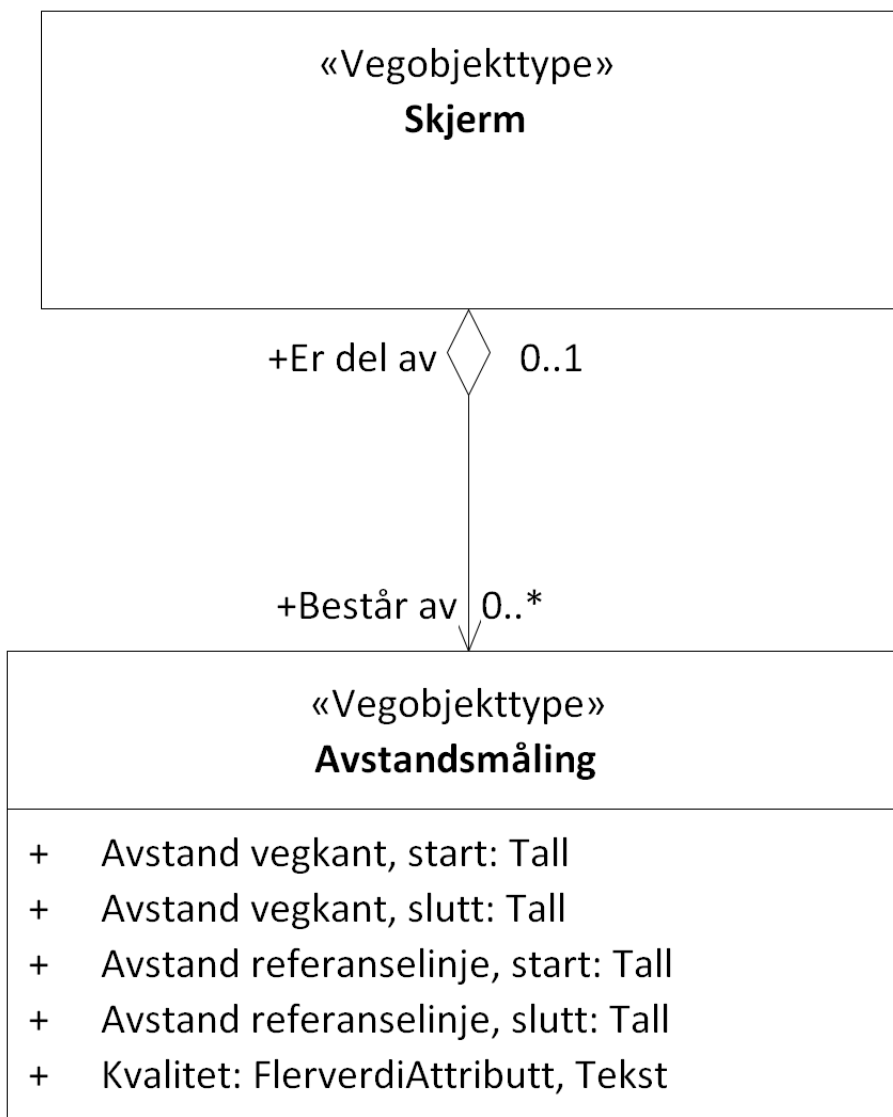 «Vegobjekttype»
Skjerm
+Er del av 0..1
+Består av 0..*
«Vegobjekttype»
Avstandsmåling
+ Avstand vegkant, start: Tall
+ Avstand vegkant, slutt: Tall
+ Avstand referanselinje, start: Tall
+ Avstand referanselinje, slutt: Tall
+ Kvalitet: FlerverdiAttributt, Tekst